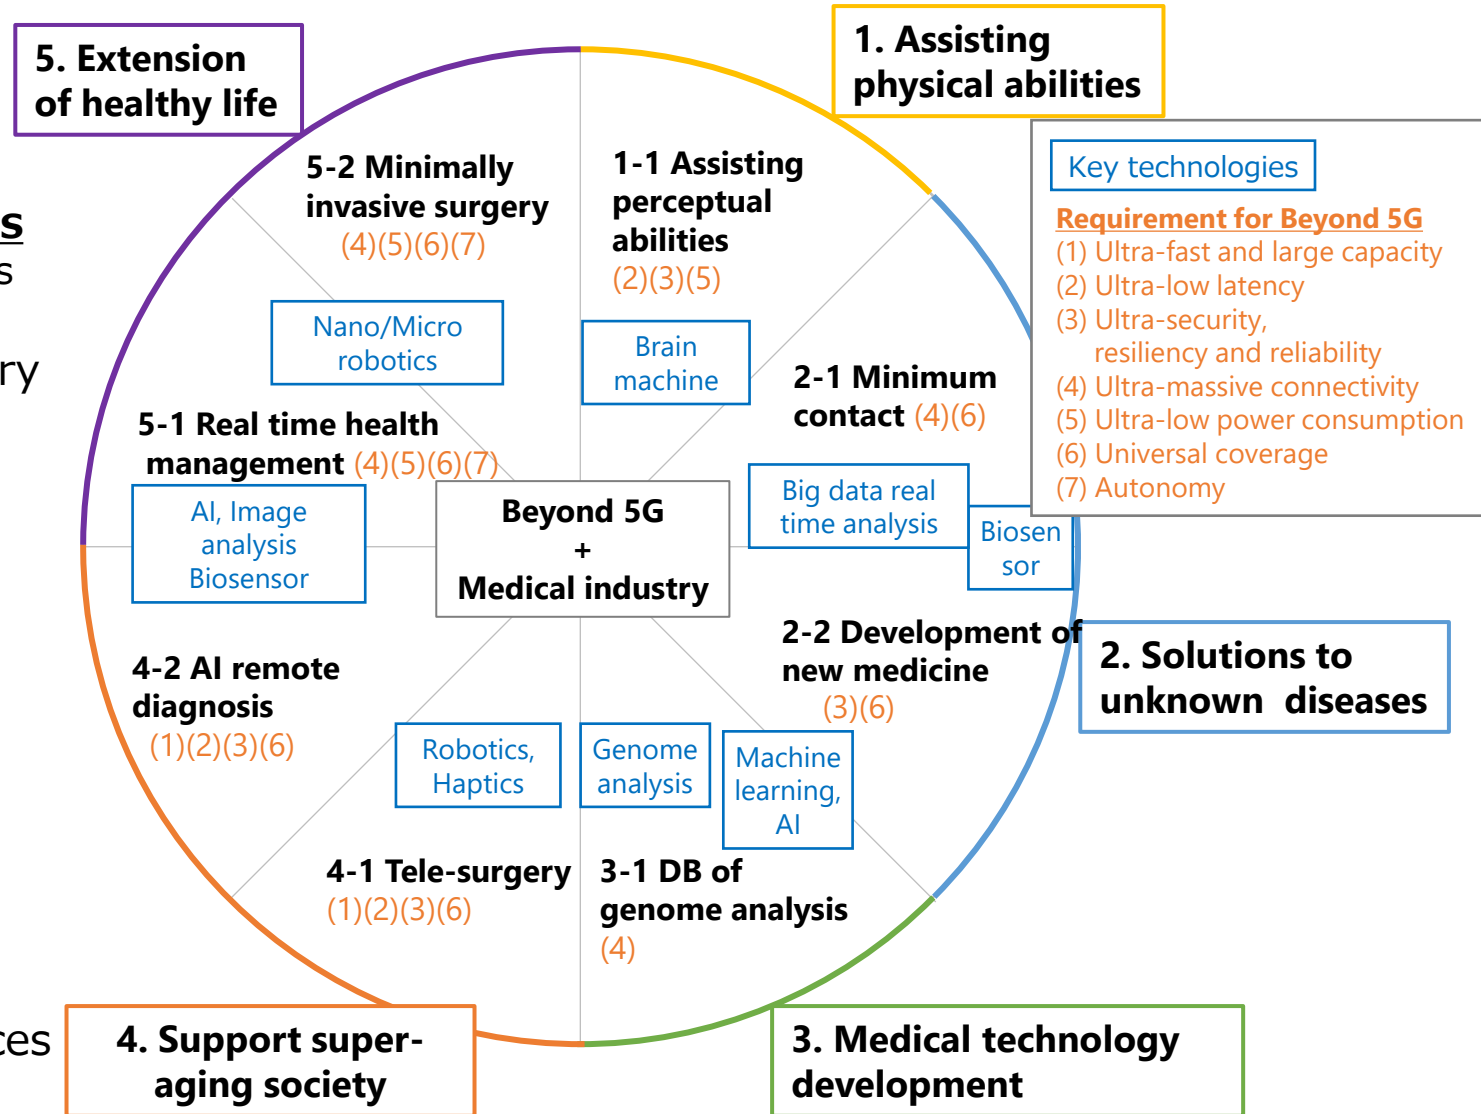 5. Extension
of healthy life
1. Assisting
physical abilities
s
s
ry
ces
5-2 Minimally
invasive surgery
(4)(5)(6)(7)
Nano/Micro
robotics
1-1 Assisting
perceptual
abilities
(2)(3)(5)
Brain
machine
Key technologies
Requirement for Beyond 5G
(1) Ultra-fast and large capacity
(2) Ultra-low latency
(3) Ultra-security,
resiliency and reliability
(4) Ultra-massive connectivity
(5) Ultra-low power consumption
(6) Universal coverage
(7) Autonomy
2-1 Minimum
contact (4)(6)
Big data real
time analysis
Biosen
sor
5-1 Real time health
management (4)(5)(6)(7)
AI, Image
analysis
Biosensor
Beyond 5G
+
Medical industry
2-2 Development of
new medicine
(3)(6)
Machine
learning,
AI
2. Solutions to
unknown diseases
4-2 AI remote
diagnosis
(1)(2)(3)(6)
Robotics,
Haptics
Genome
analysis
4-1 Tele-surgery
(1)(2)(3)(6)
3-1 DB of
genome analysis
(4)
4. Support super-
aging society
3. Medical technology
development